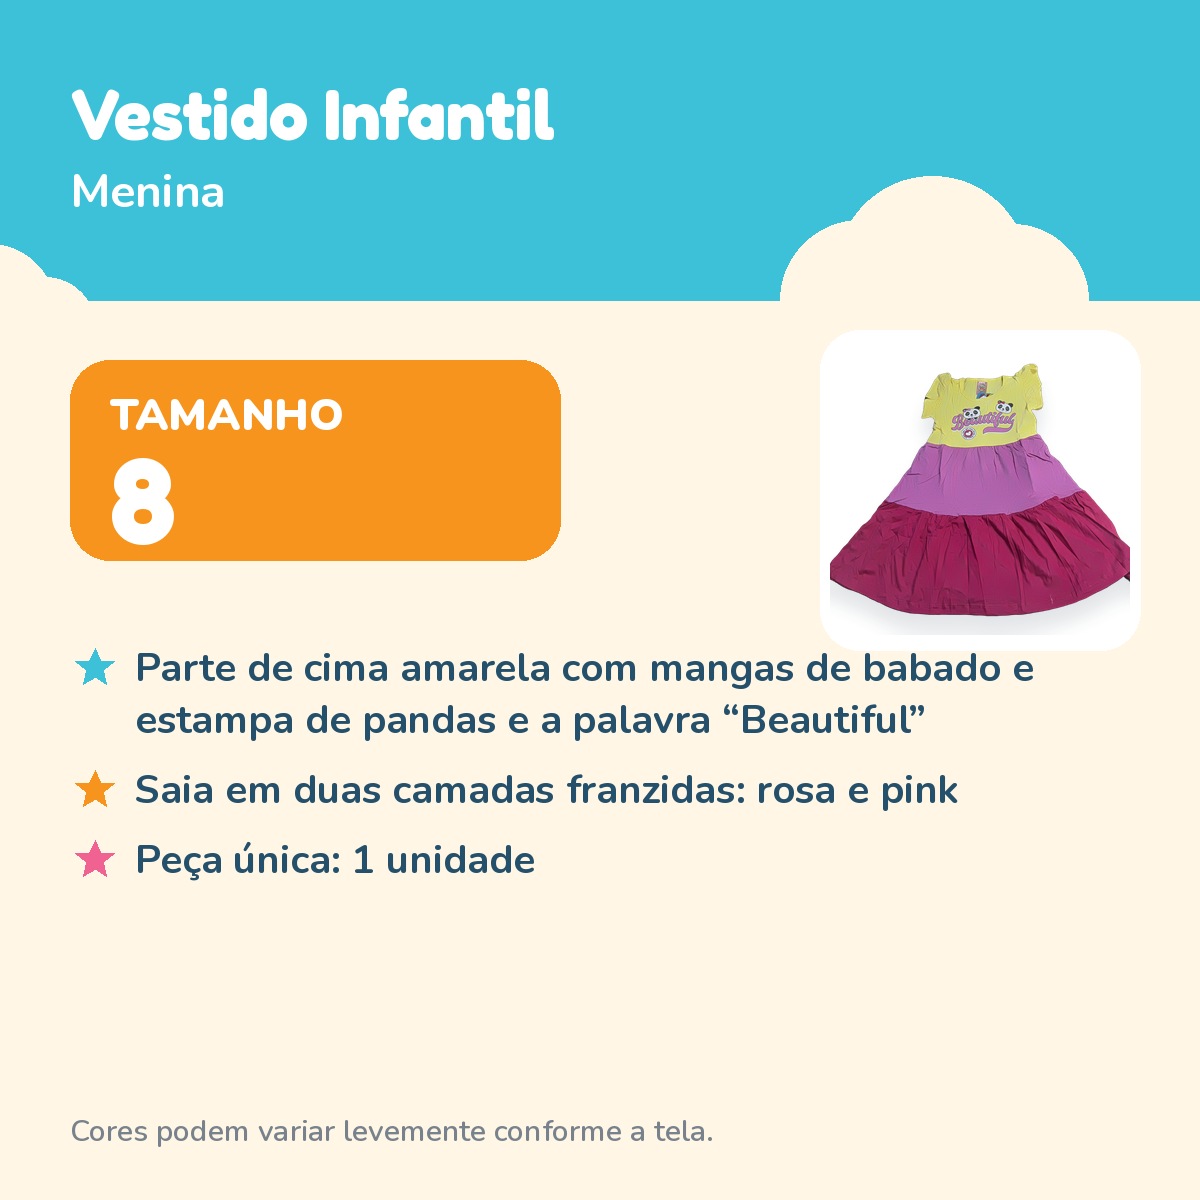 Vestido Infantil
Menina
TAMANHO
8
Beautiful
Parte de cima amarela com mangas de babado e
estampa de pandas e a palavra “Beautiful”
Saia em duas camadas franzidas: rosa e pink
Peça única: 1 unidade
Cores podem variar levemente conforme a tela.